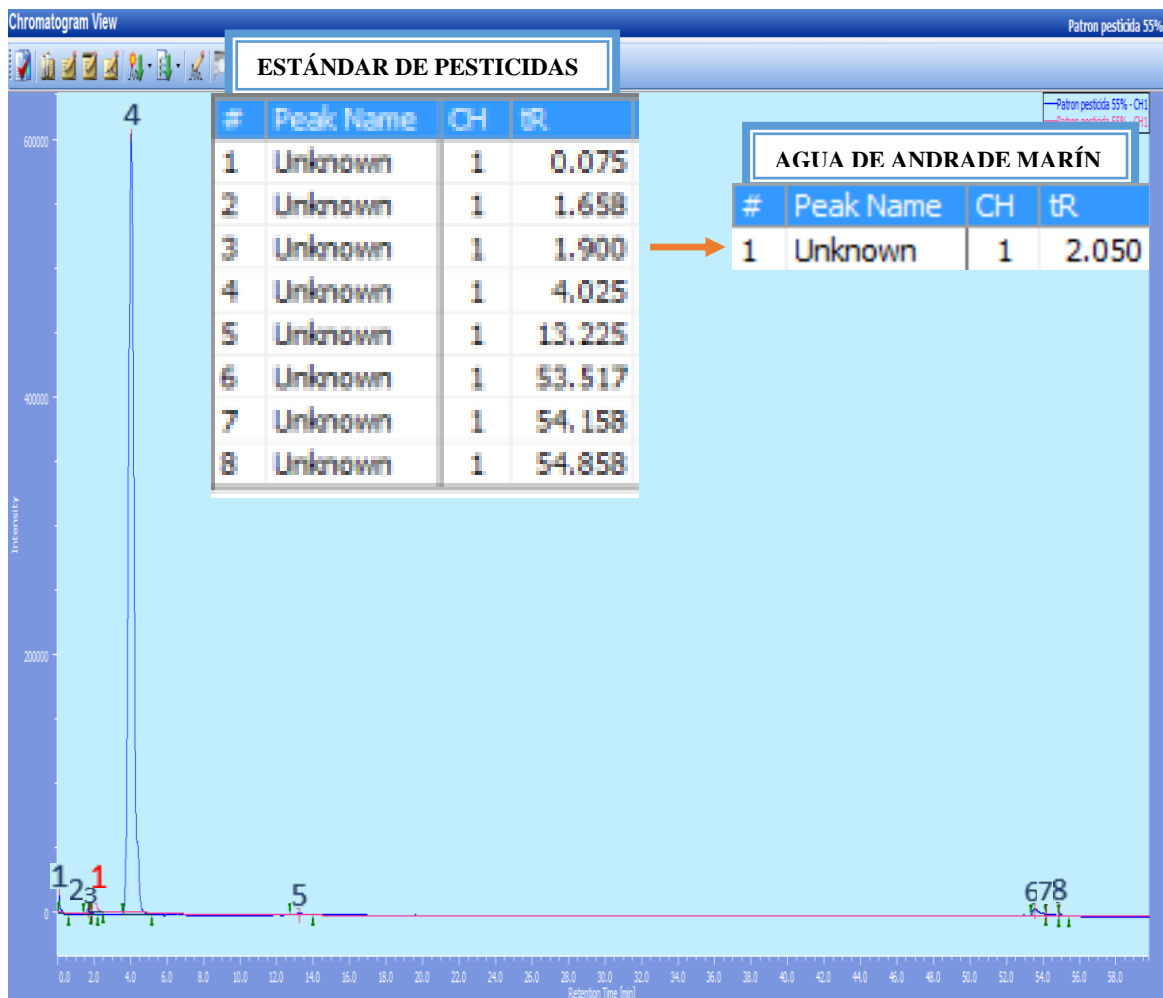 Chromatogram View
Patron pesticida 55%
ESTÁNDAR DE PESTICIDAS
# Peak Name CH tR
1 Unknown 1 0.075
2 Unknown 1 1.658
3 Unknown 1 1.900
4 Unknown 1 4.025
5 Unknown 1 13.225
6 Unknown 1 53.517
7 Unknown 1 54.158
8 Unknown 1 54.858
Patron pesticida 55% - CH1
Patron pesticida 55% - CH1
AGUA DE ANDRADE MARÍN
# Peak Name CH tR
1 Unknown 1 2.050
4
600000
400000
Intensity
200000
0
1
2
3
1
5
6
7
8
0.0 2.0 4.0 6.0 8.0 10.0 12.0 14.0 16.0 18.0 20.0 22.0 24.0 26.0 28.0 30.0 32.0 34.0 36.0 38.0 40.0 42.0 44.0 46.0 48.0 50.0 52.0 54.0 56.0 58.0
Retention Time [min]